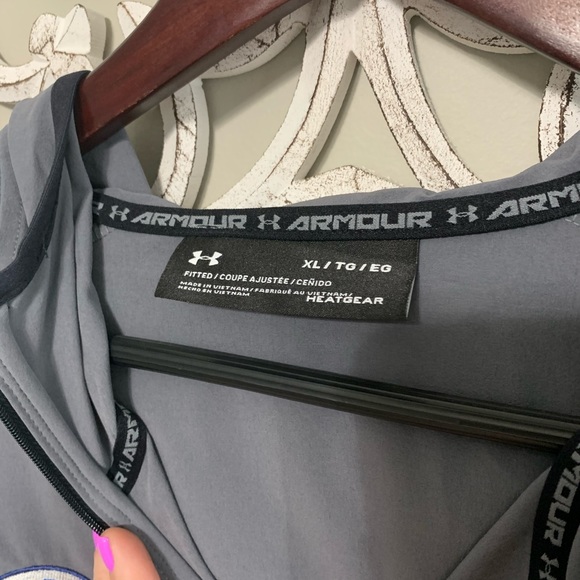 ARMOUR ARMOUR ARMO
XL / TG / EG
FITTED / COUPE AJUSTÉE / CEÑIDO
MADE IN VIETNAM / FABRIQUÉ AU VIETNAM /
HECHO EN VIETNAM
HEATGEAR
ARMOUR
ARMOUR